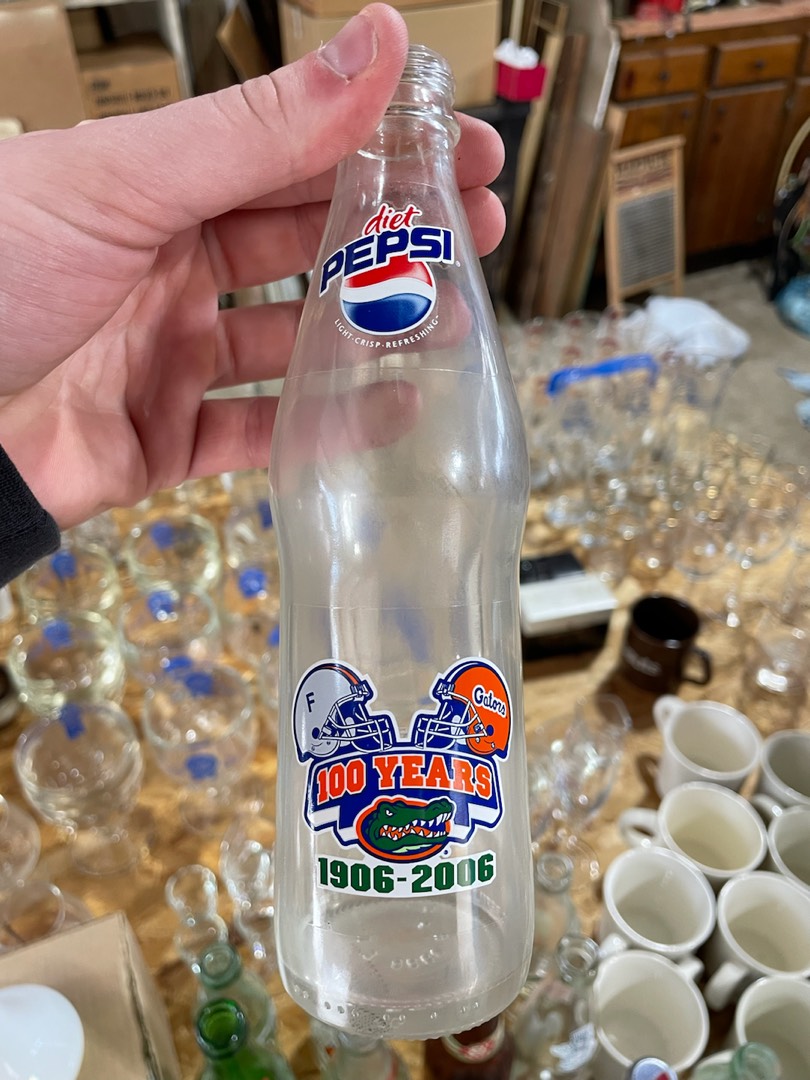 diet
PEPSI
LIGHT·CRISP·REFRESHING
F
Gators
100 YEARS
1906-2006